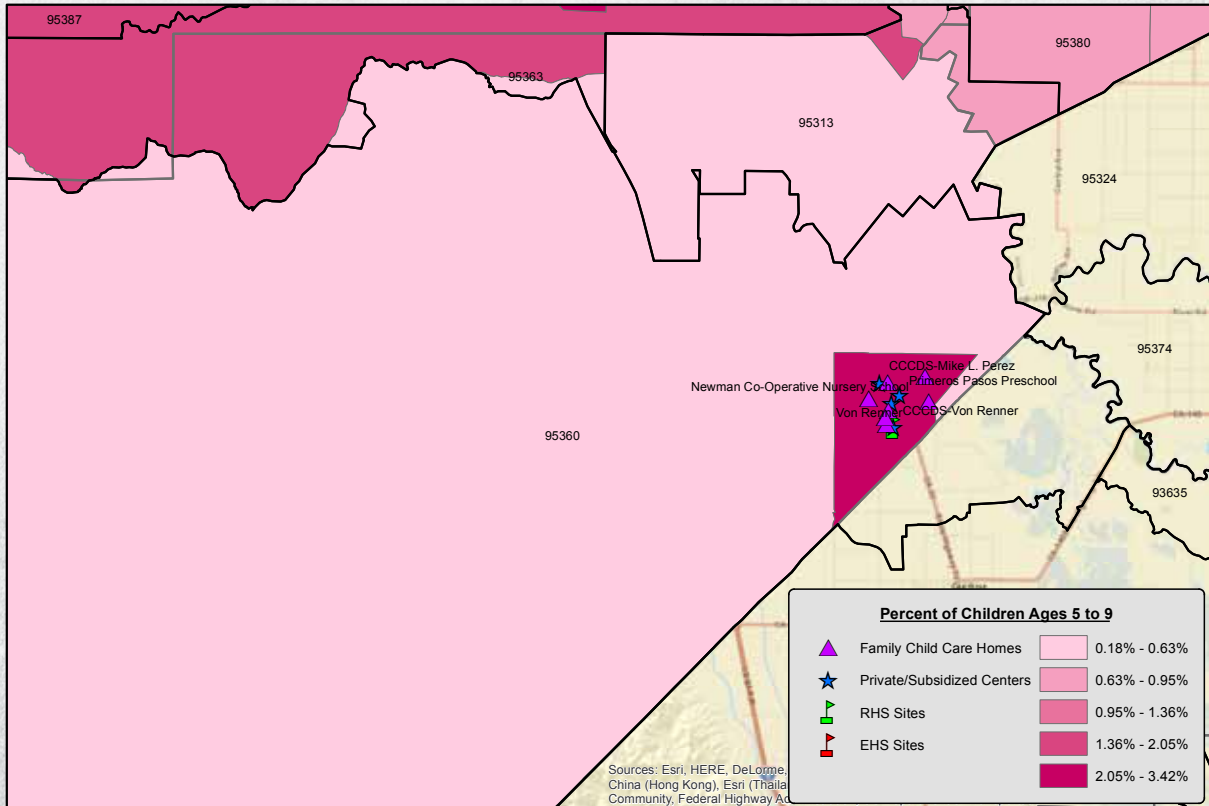 95387
95380
95363
95313
95324
95374
CCCDS-Mike L. Perez
Primeros Pasos Preschool
Newman Co-Operative Nursery School
Von Renner
CCCDS-Von Renner
95360
93635
Percent of Children Ages 5 to 9
Family Child Care Homes
0.18% - 0.63%
Private/Subsidized Centers
0.63% - 0.95%
RHS Sites
0.95% - 1.36%
EHS Sites
1.36% - 2.05%
2.05% - 3.42%
Sources: Esri, HERE, DeLorme,
China (Hong Kong), Esri (Thaila
Community, Federal Highway Ad